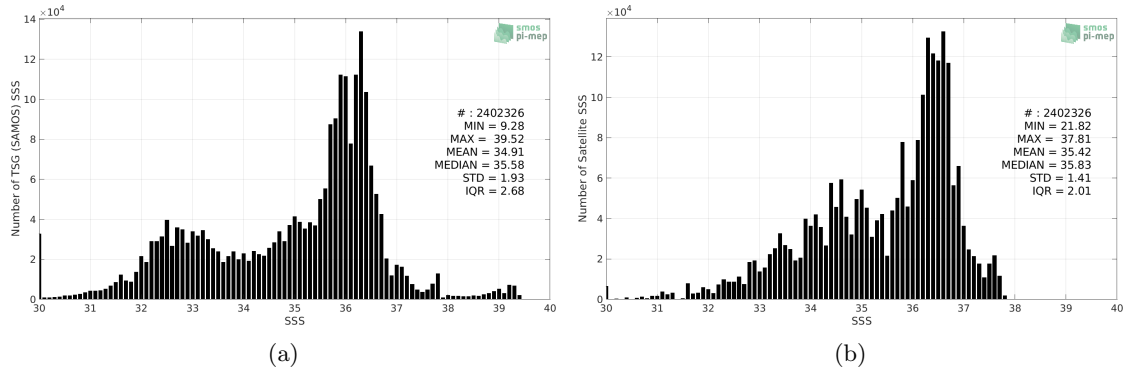 ×10⁴
14
12
10
8
6
4
2
0
Number of TSG (SAMOS) SSS
30 31 32 33 34 35 36 37 38 39 40
SSS
smos
pi-mep
# : 2402326
MIN = 9.28
MAX = 39.52
MEAN = 34.91
MEDIAN = 35.58
STD = 1.93
IQR = 2.68
(a)
×10⁴
12
10
8
6
4
2
0
Number of Satellite SSS
30 31 32 33 34 35 36 37 38 39 40
SSS
smos
pi-mep
# : 2402326
MIN = 21.82
MAX = 37.81
MEAN = 35.42
MEDIAN = 35.83
STD = 1.41
IQR = 2.01
(b)